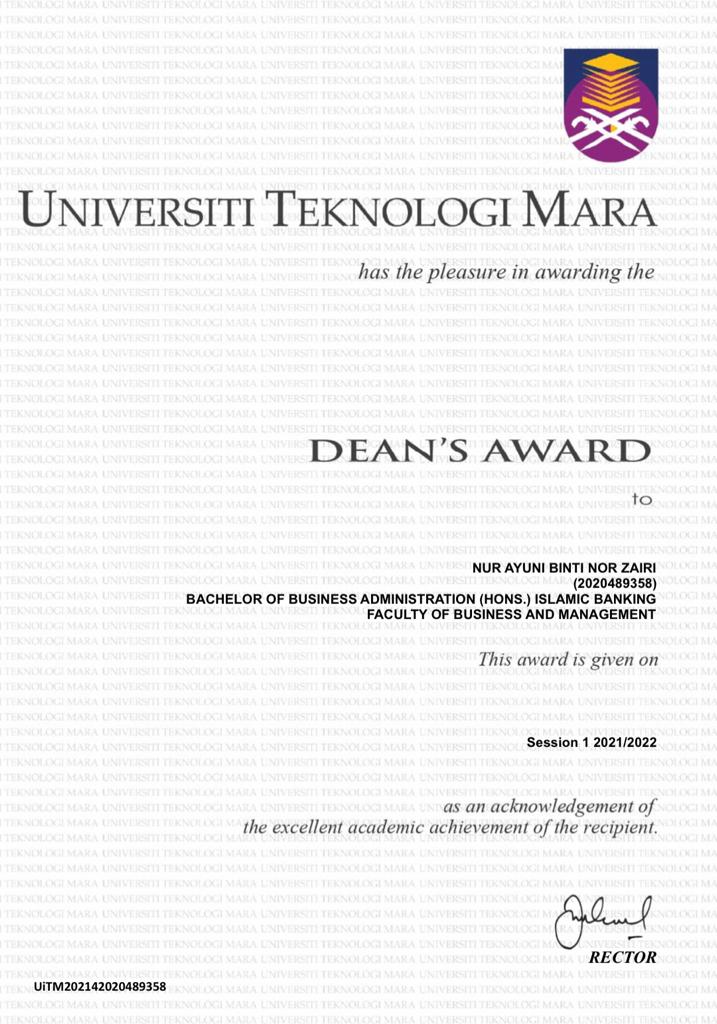 UNIVERSITI TEKNOLOGI MARA
has the pleasure in awarding the
DEAN'S AWARD
to
NUR AYUNI BINTI NOR ZAIRI
(2020489358)
BACHELOR OF BUSINESS ADMINISTRATION (HONS.) ISLAMIC BANKING
FACULTY OF BUSINESS AND MANAGEMENT
This award is given on
Session 1 2021/2022
as an acknowledgement of
the excellent academic achievement of the recipient.
RECTOR
UiTM202142020489358